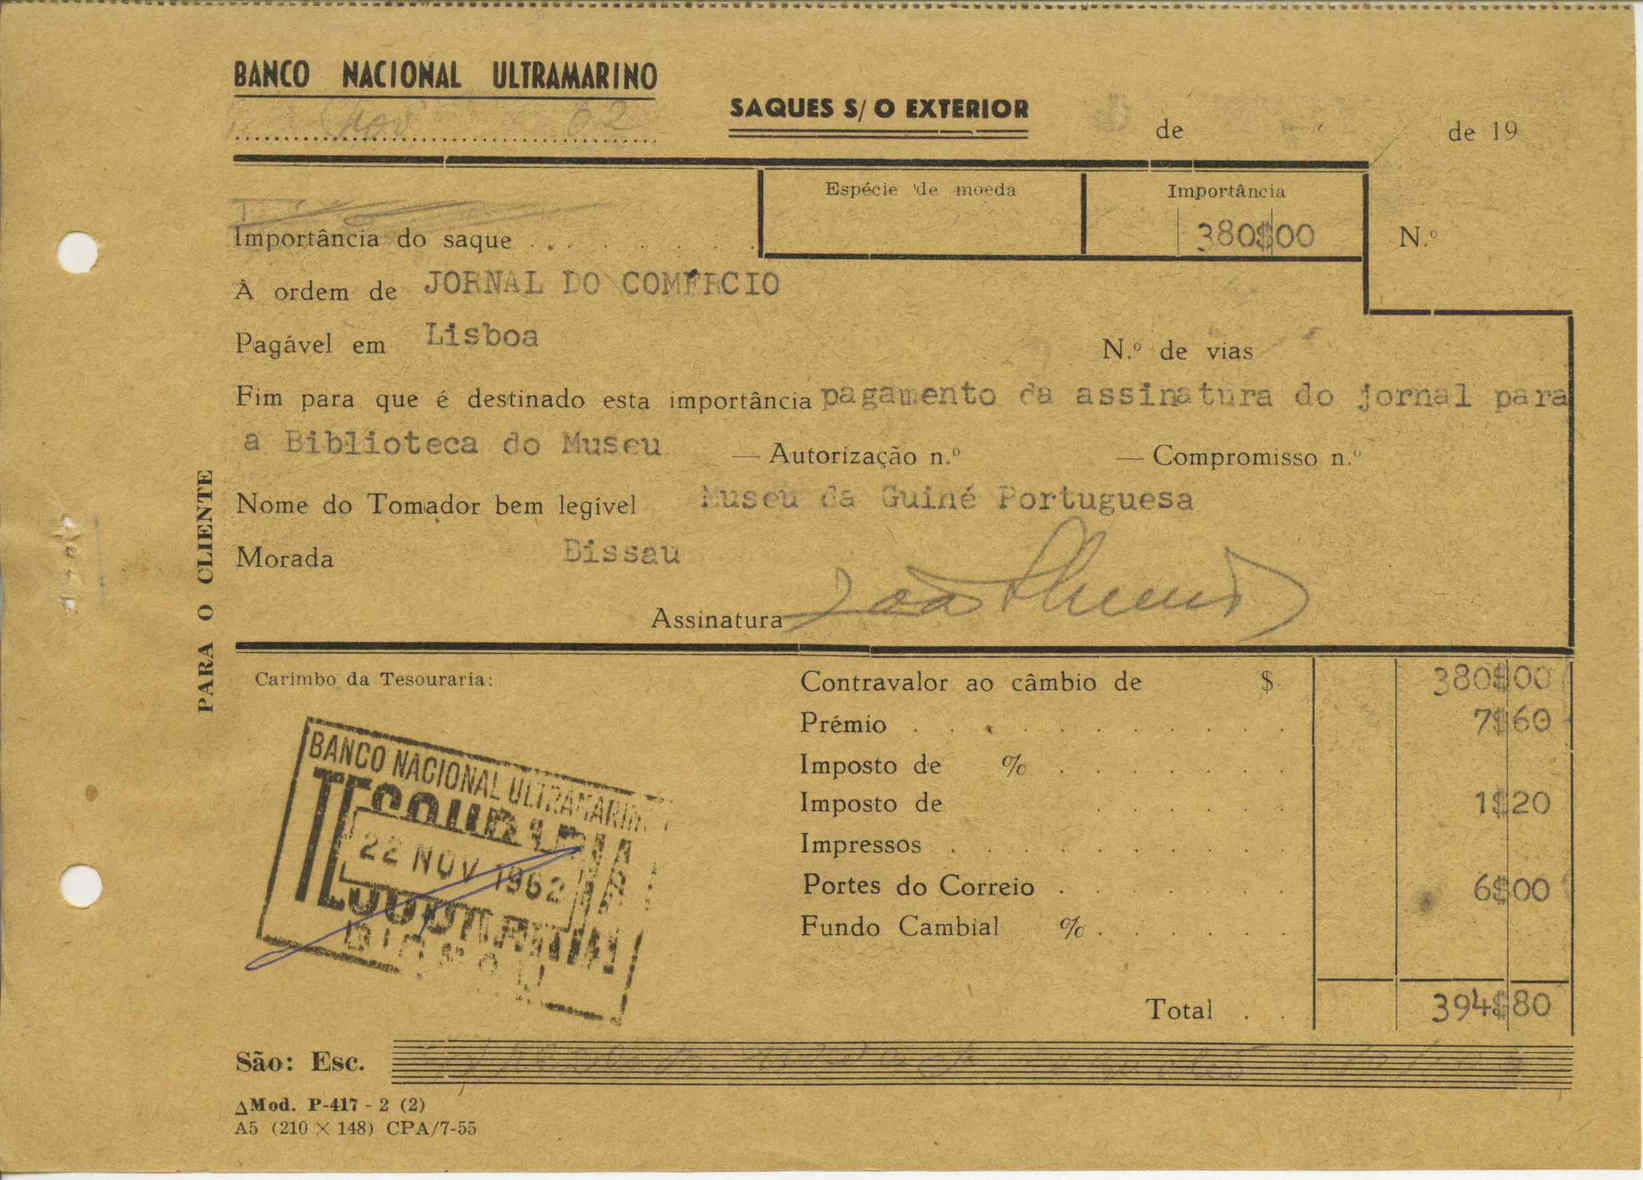 BANCO NACIONAL ULTRAMARINO
SAQUES S/ O EXTERIOR
de de 19
Nov 62
Espécie de moeda Importância
Importância do saque 380$00 N.º
À ordem de JORNAL DO COMÉRCIO
Pagável em Lisboa N.º de vias
Fim para que é destinado esta importância pagamento da assinatura do jornal para
a Biblioteca do Museu — Autorização n.º — Compromisso n.º
Nome do Tomador bem legível Museu da Guiné Portuguesa
Morada Bissau
Assinatura
PARA O CLIENTE
Carimbo da Tesouraria:
BANCO NACIONAL ULTRAMARINO
TESOURARIA
22 NOV 1962
BISSAU
Contravalor ao câmbio de $ 380$00
Prémio 7$60
Imposto de %
Imposto de 1$20
Impressos
Portes do Correio 6$00
Fundo Cambial %
Total 394$80
São: Esc.
△Mod. P-417 - 2 (2)
A5 (210 × 148) CPA/7-55